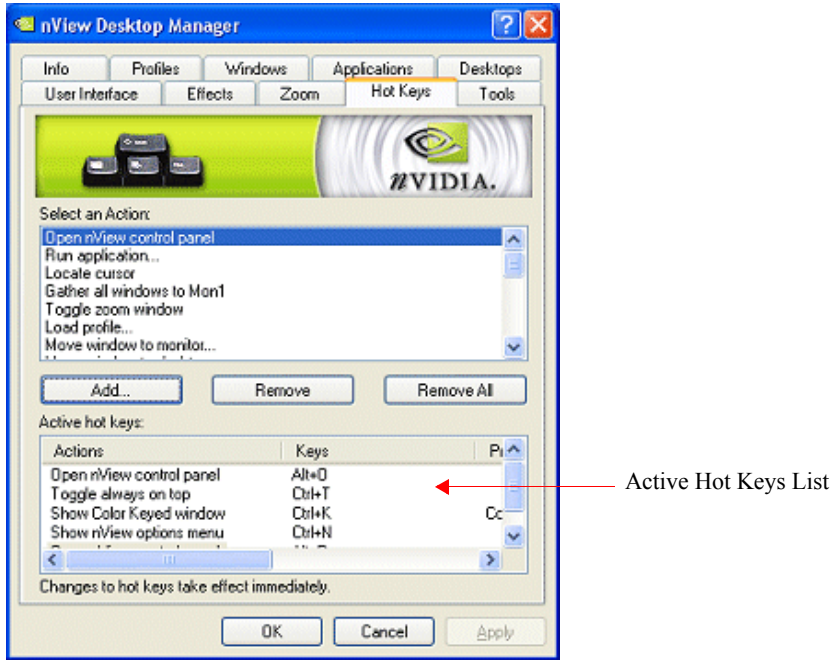 nView Desktop Manager
Info Profiles Windows Applications Desktops
User Interface Effects Zoom Hot Keys Tools
nVIDIA.
Select an Action:
Open nView control panel
Run application...
Locate cursor
Gather all windows to Mon1
Toggle zoom window
Load profile...
Move window to monitor...
Add... Remove Remove All
Active hot keys:
Actions Keys
Open nView control panel Alt+O
Toggle always on top Ctrl+T
Show Color Keyed window Ctrl+K
Show nView options menu Ctrl+N
Active Hot Keys List
Changes to hot keys take effect immediately.
OK Cancel Apply